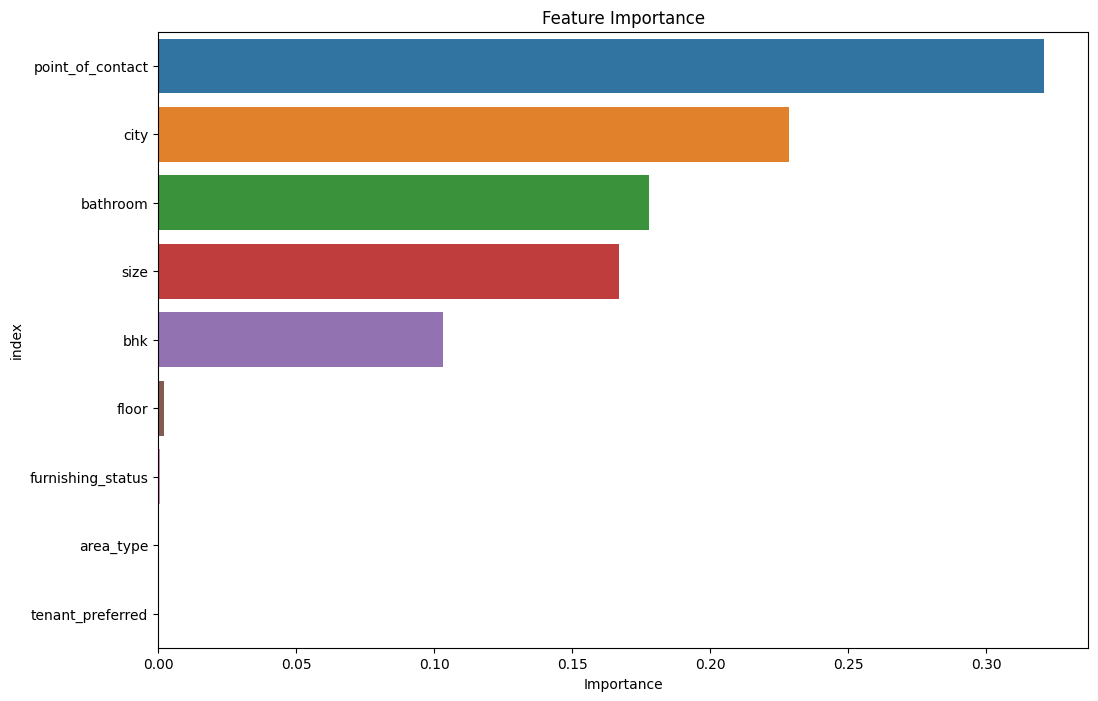 Feature Importance
point_of_contact
city
bathroom
size
bhk
floor
furnishing_status
area_type
tenant_preferred
index
0.00 0.05 0.10 0.15 0.20 0.25 0.30
Importance